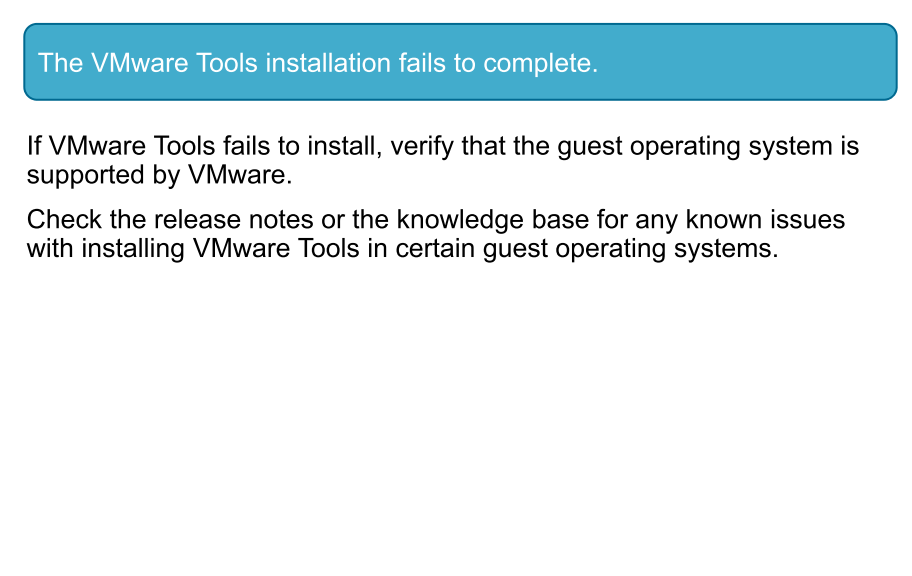 The VMware Tools installation fails to complete.
If VMware Tools fails to install, verify that the guest operating system is
supported by VMware.
Check the release notes or the knowledge base for any known issues
with installing VMware Tools in certain guest operating systems.